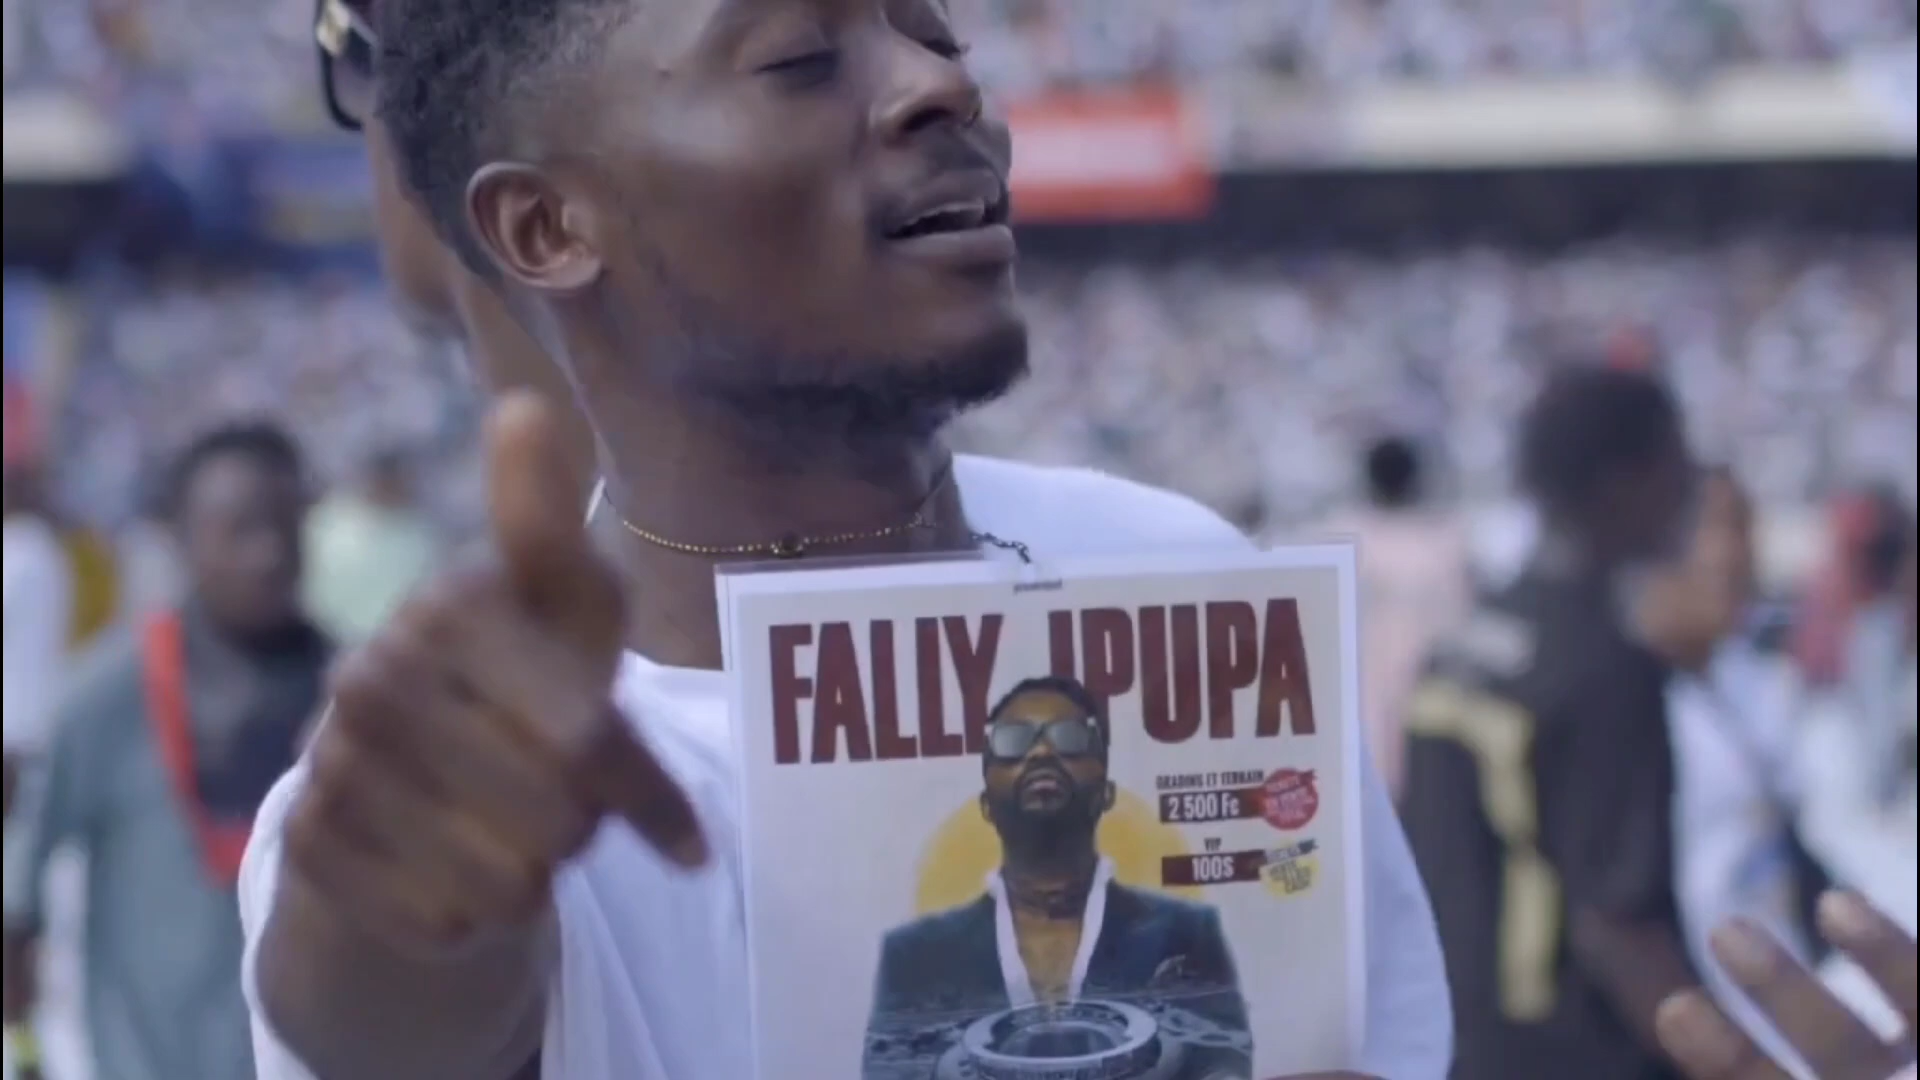 FALLY IPUPA
GRADINS ET TERRAIN
2 500 Fc
VIP
100$